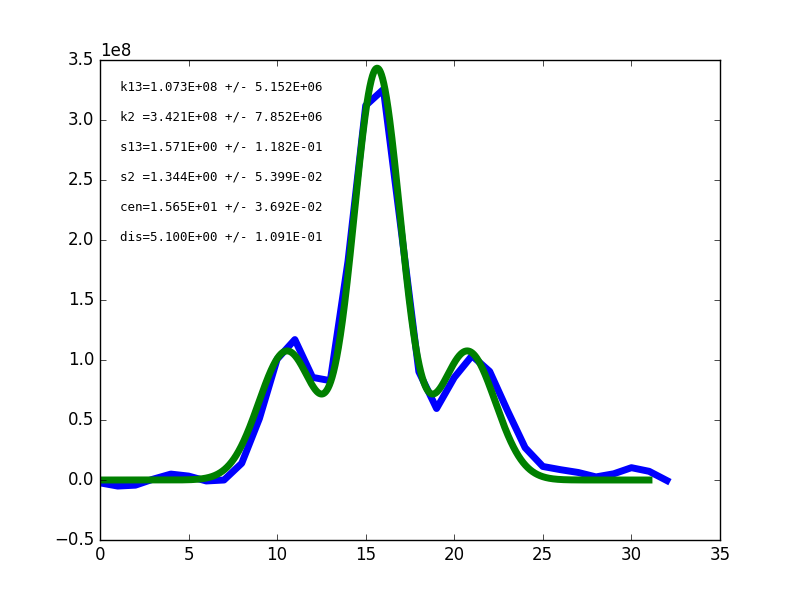 1e8
3.5
3.0
2.5
2.0
1.5
1.0
0.5
0.0
−0.5
k13=1.073E+08 +/- 5.152E+06
k2 =3.421E+08 +/- 7.852E+06
s13=1.571E+00 +/- 1.182E-01
s2 =1.344E+00 +/- 5.399E-02
cen=1.565E+01 +/- 3.692E-02
dis=5.100E+00 +/- 1.091E-01
0 5 10 15 20 25 30 35